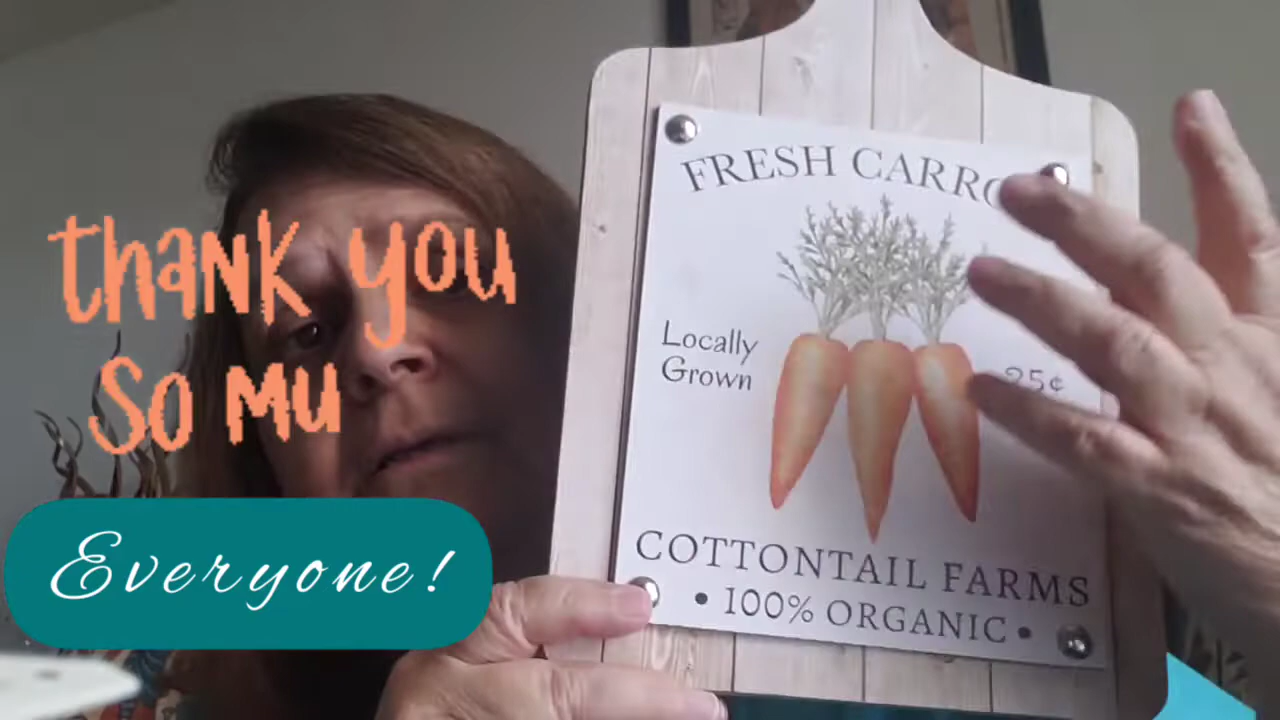 thank you
so mu
Everyone!
FRESH CARRO
Locally
Grown
25¢
COTTONTAIL FARMS
• 100% ORGANIC •